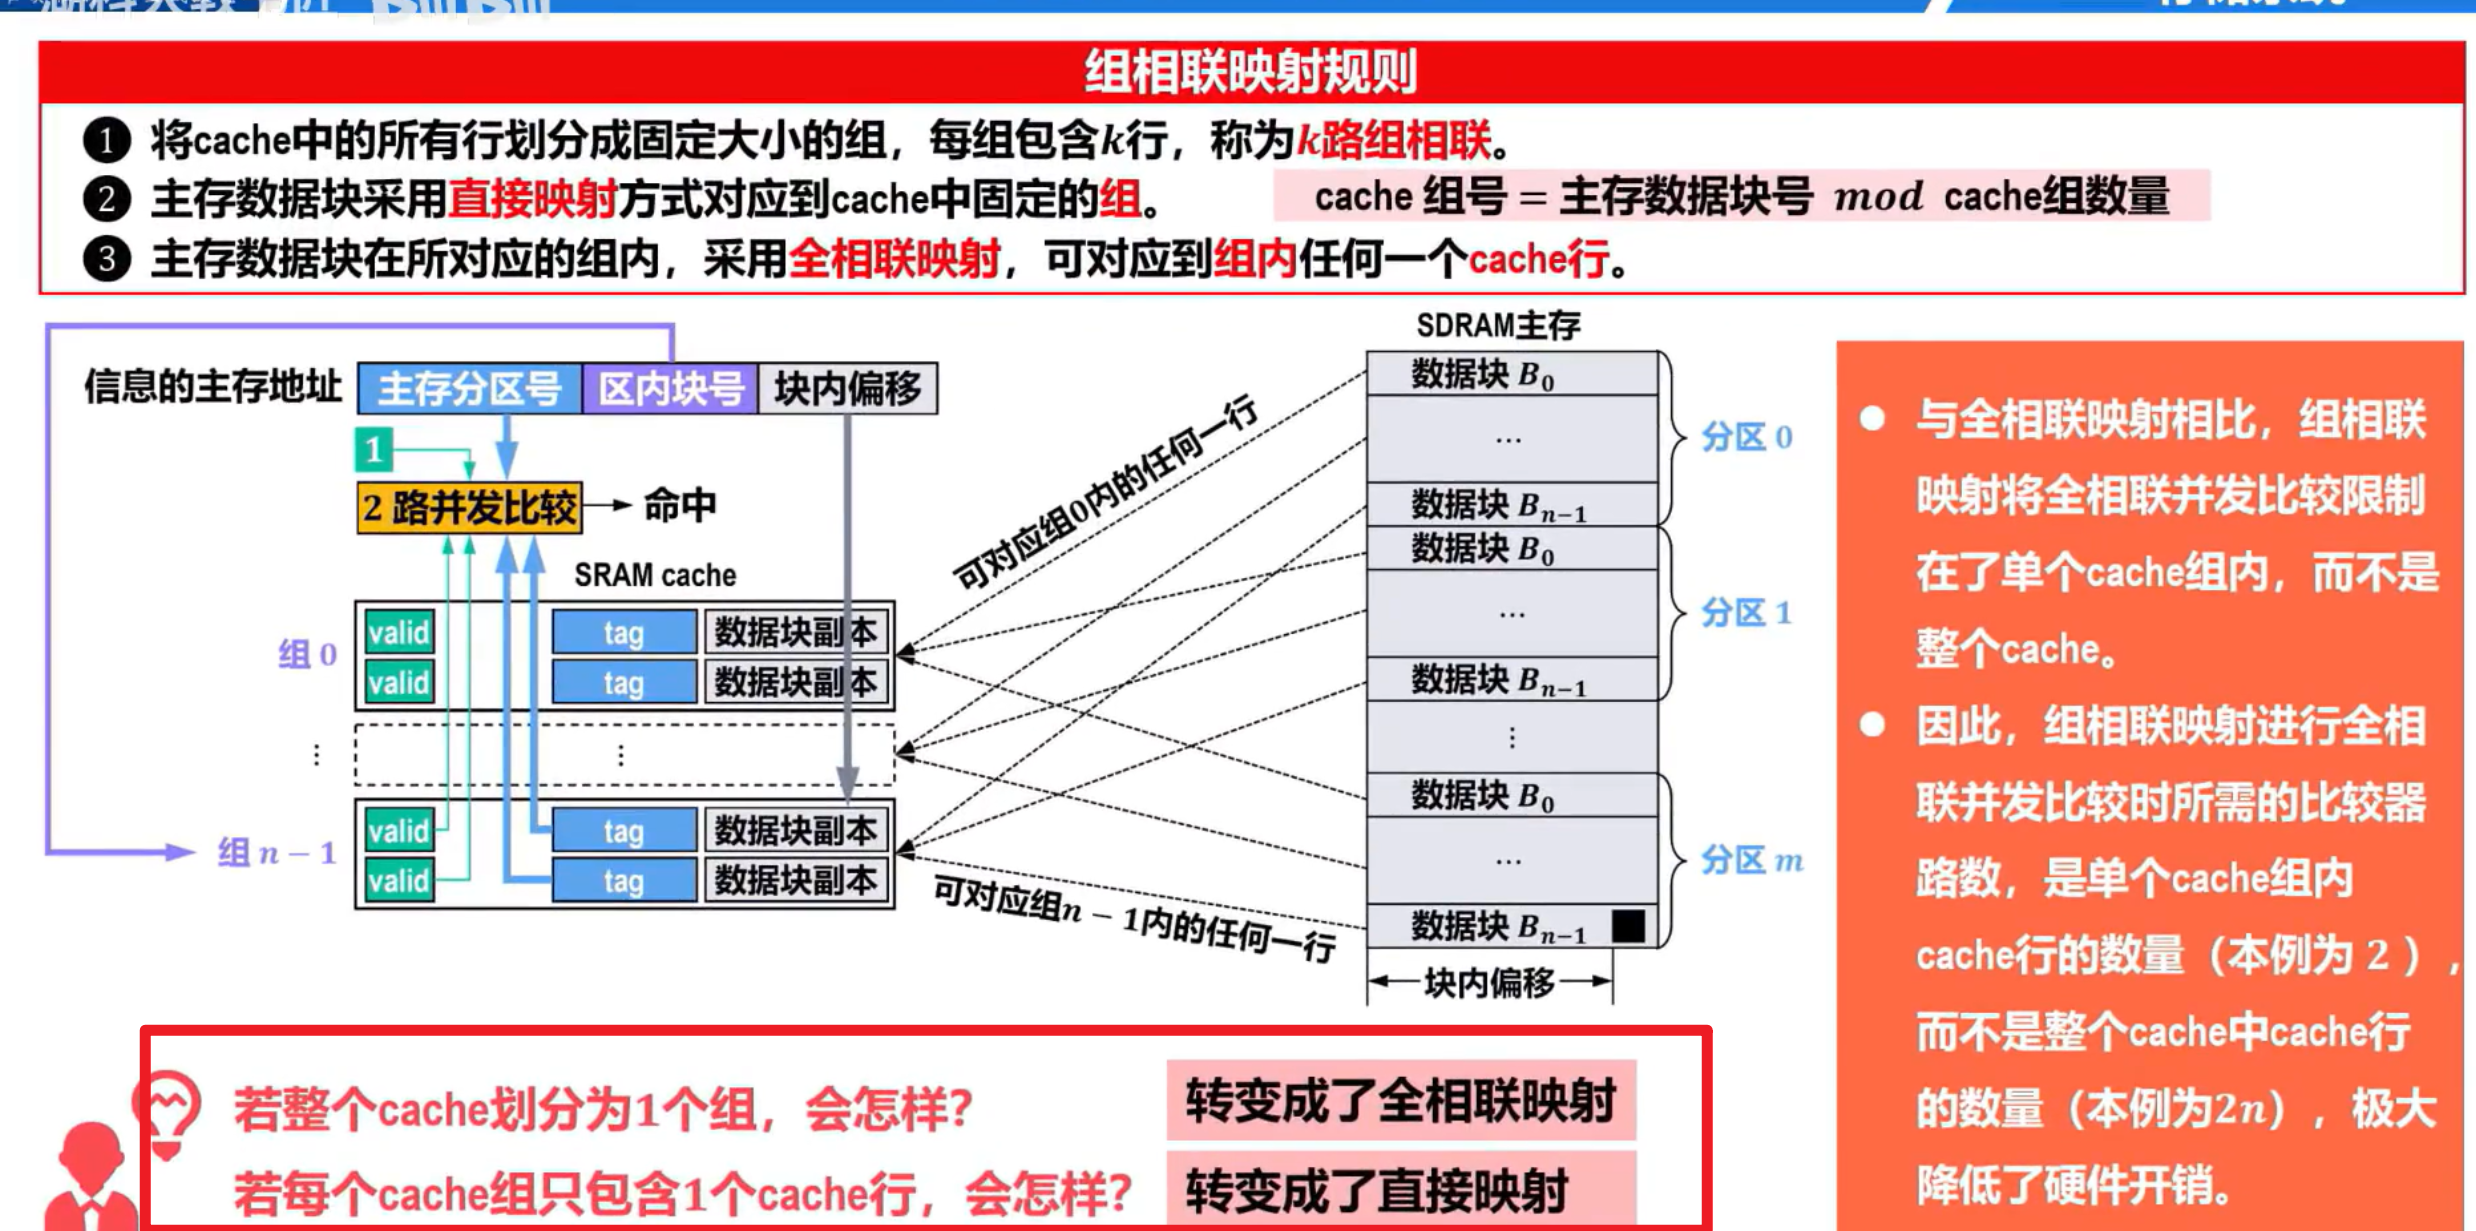 组相联映射规则
❶ 将cache中的所有行划分成固定大小的组，每组包含k行，称为k路组相联。
❷ 主存数据块采用直接映射方式对应到cache中固定的组。 cache 组号 = 主存数据块号 mod cache组数量
❸ 主存数据块在所对应的组内，采用全相联映射，可对应到组内任何一个cache行。
信息的主存地址 主存分区号 区内块号 块内偏移
1
2 路并发比较 命中
SRAM cache
组 0
valid tag 数据块副本
valid tag 数据块副本
⋮ ⋮
组 n − 1
valid tag 数据块副本
valid tag 数据块副本
可对应组0内的任何一行
可对应组n − 1内的任何一行
SDRAM主存
数据块 B₀
…
数据块 Bₙ₋₁
分区 0
数据块 B₀
…
数据块 Bₙ₋₁
分区 1
⋮
数据块 B₀
…
数据块 Bₙ₋₁
分区 m
块内偏移
● 与全相联映射相比，组相联
映射将全相联并发比较限制
在了单个cache组内，而不是
整个cache。
● 因此，组相联映射进行全相
联并发比较时所需的比较器
路数，是单个cache组内
cache行的数量（本例为 2 ），
而不是整个cache中cache行
的数量（本例为2n），极大
降低了硬件开销。
若整个cache划分为1个组，会怎样？ 转变成了全相联映射
若每个cache组只包含1个cache行，会怎样？ 转变成了直接映射